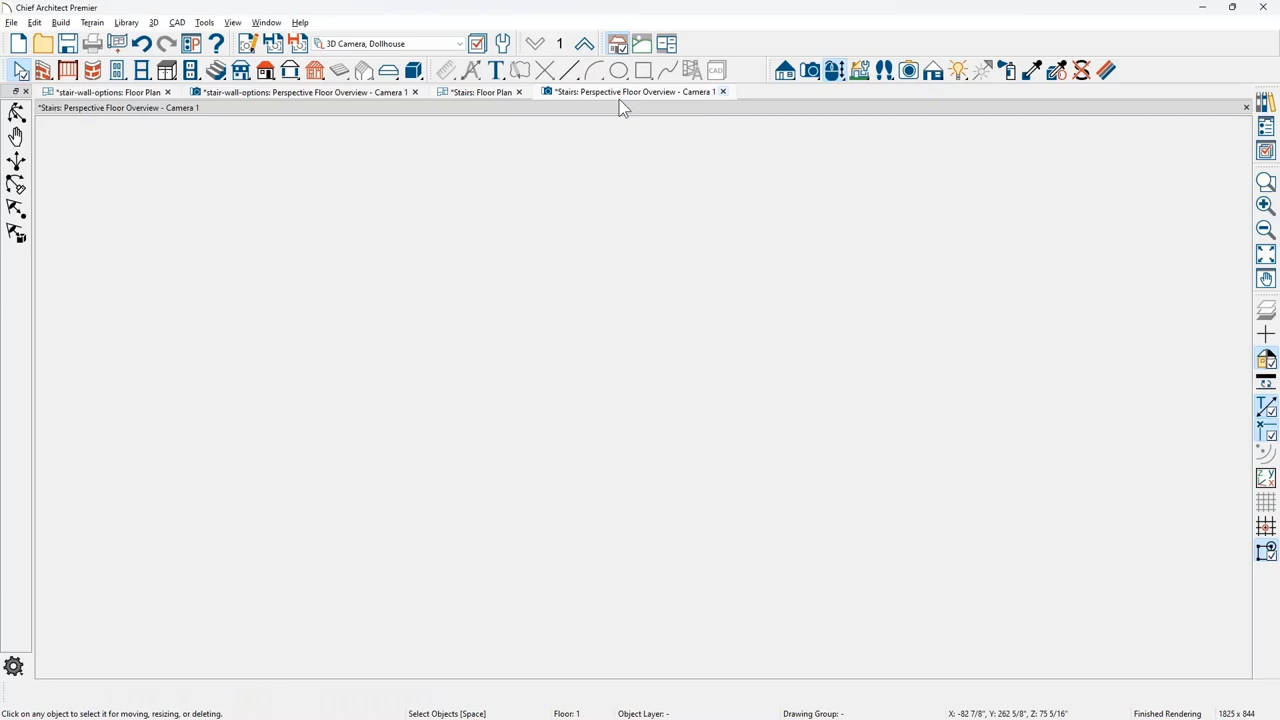 Chief Architect Premier
File Edit Build Terrain Library 3D CAD Tools View Window Help
3D Camera, Dollhouse
1
*stair-wall-options: Floor Plan
*stair-wall-options: Perspective Floor Overview - Camera 1
*Stairs: Floor Plan
*Stairs: Perspective Floor Overview - Camera 1
*Stairs: Perspective Floor Overview - Camera 1
Click on any object to select it for moving, resizing, or deleting.
Select Objects [Space]
Floor: 1
Object Layer: -
Drawing Group: -
X: -82 7/8", Y: 262 5/8", Z: 75 5/16"
Finished Rendering
1825 x 844